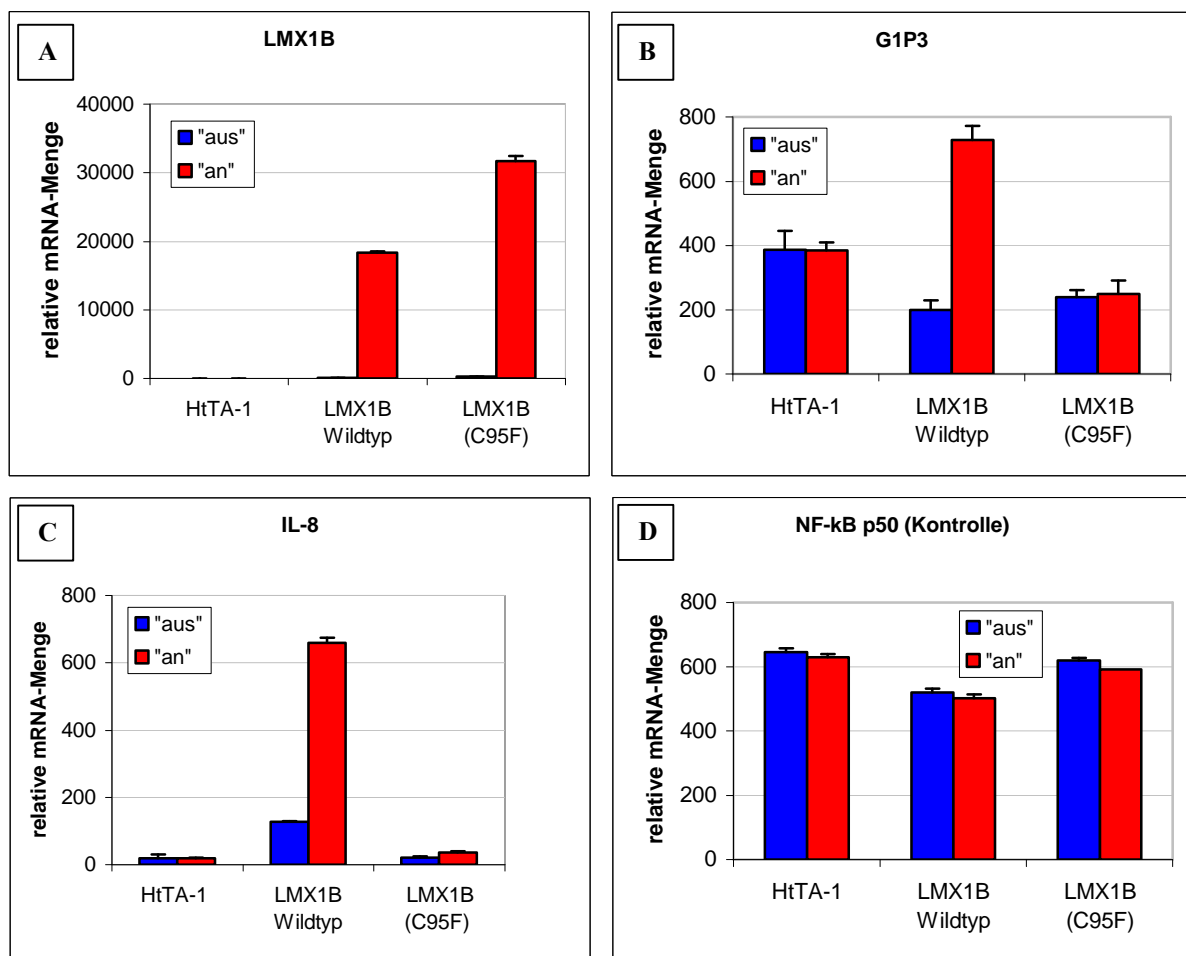 A
LMX1B
relative mRNA-Menge
40000
30000
20000
10000
0
"aus"
"an"
HtTA-1
LMX1B
Wildtyp
LMX1B
(C95F)
B
G1P3
relative mRNA-Menge
800
600
400
200
0
"aus"
"an"
HtTA-1
LMX1B
Wildtyp
LMX1B
(C95F)
C
IL-8
relative mRNA-Menge
800
600
400
200
0
"aus"
"an"
HtTA-1
LMX1B
Wildtyp
LMX1B
(C95F)
D
NF-kB p50 (Kontrolle)
relative mRNA-Menge
800
600
400
200
0
"aus"
"an"
HtTA-1
LMX1B
Wildtyp
LMX1B
(C95F)